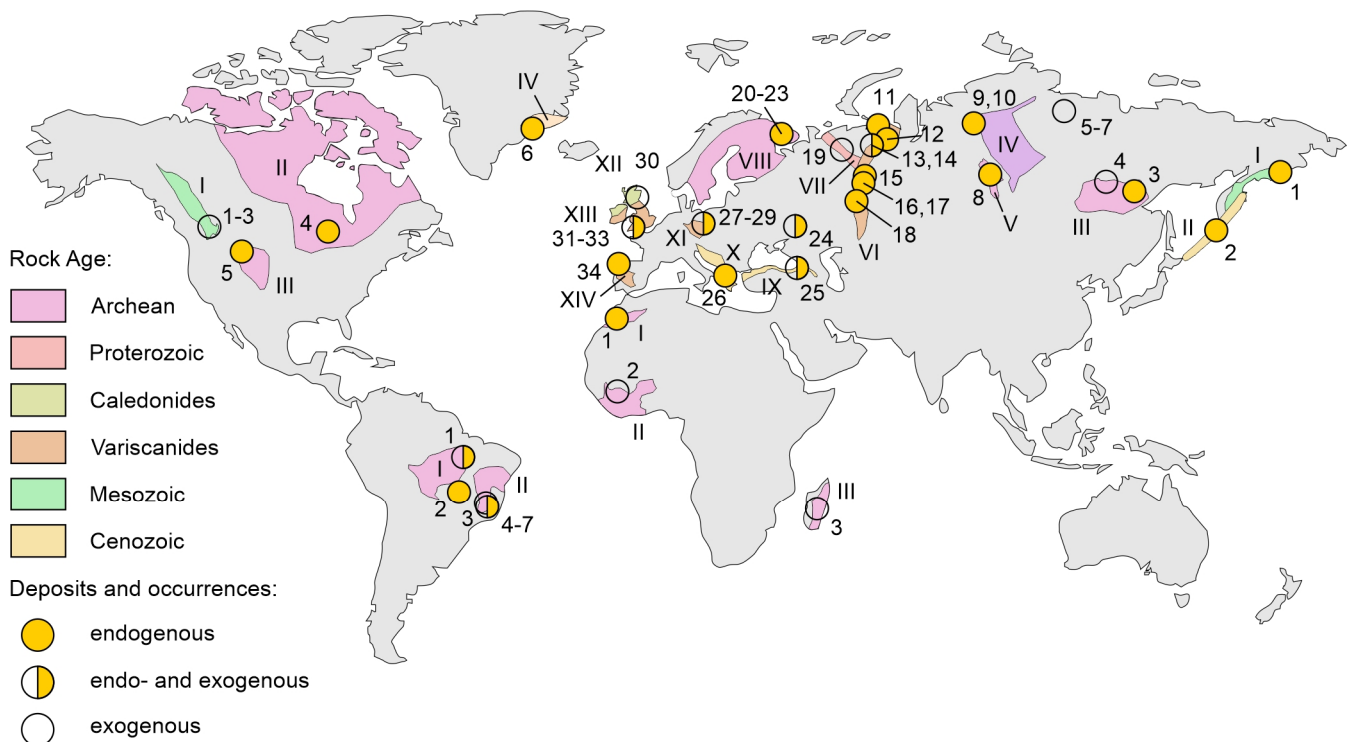 IV
6
II
I
1-3
4
5
III
Rock Age:
Archean
Proterozoic
Caledonides
Variscanides
Mesozoic
Cenozoic
Deposits and occurrences:
endogenous
endo- and exogenous
exogenous
1
I
2
3
II
4-7
20-23
11
9,10
12
5-7
XII
30
VIII
19
13,14
IV
VII
15
16,17
8
V
4
3
III
I
1
XIII
31-33
XI
27-29
24
18
VI
II
2
34
XIV
X
26
IX
25
1
I
2
II
III
3